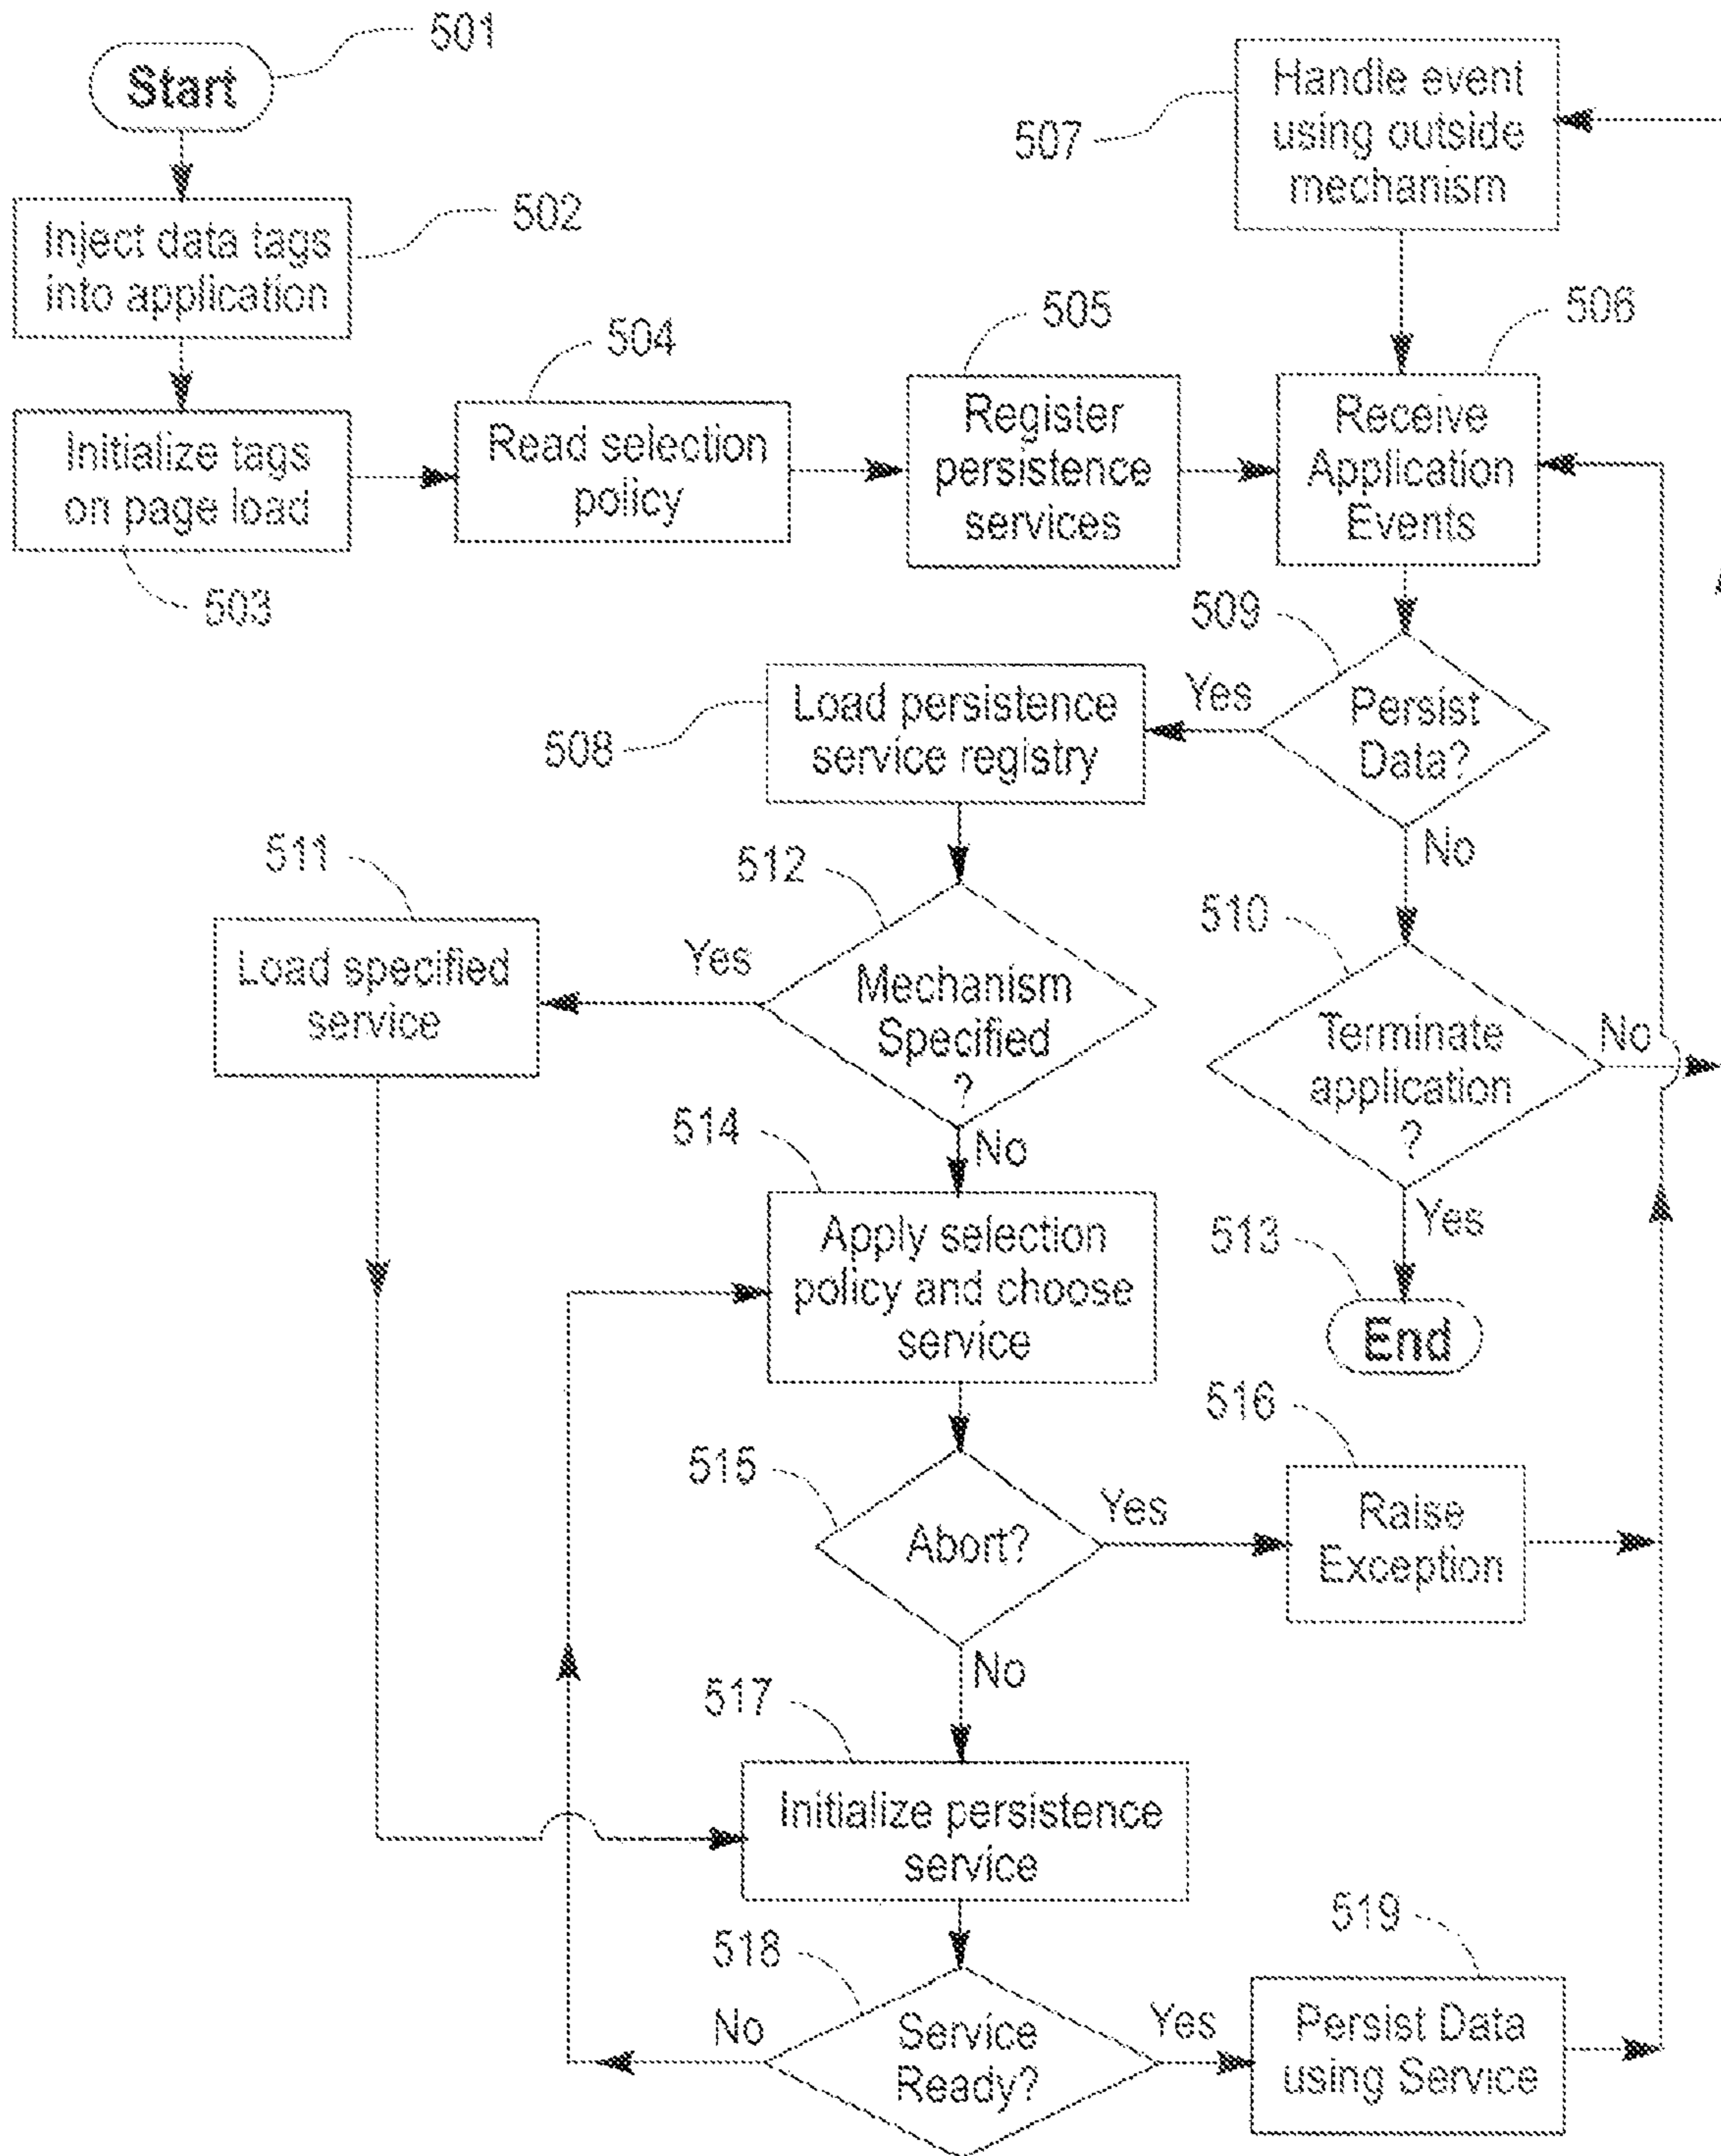 501
Start
502
Inject data tags
into application
503
Initialize tags
on page load
504
Read selection
policy
505
Register
persistence
services
506
Receive
Application
Events
507
Handle event
using outside
mechanism
509
Persist
Data?
Yes
No
508
Load persistence
service registry
510
Terminate
application
?
No
Yes
513
End
512
Mechanism
Specified
?
Yes
No
511
Load specified
service
514
Apply selection
policy and choose
service
515
Abort?
Yes
No
516
Raise
Exception
517
Initialize persistence
service
518
Service
Ready?
No
Yes
519
Persist Data
using Service